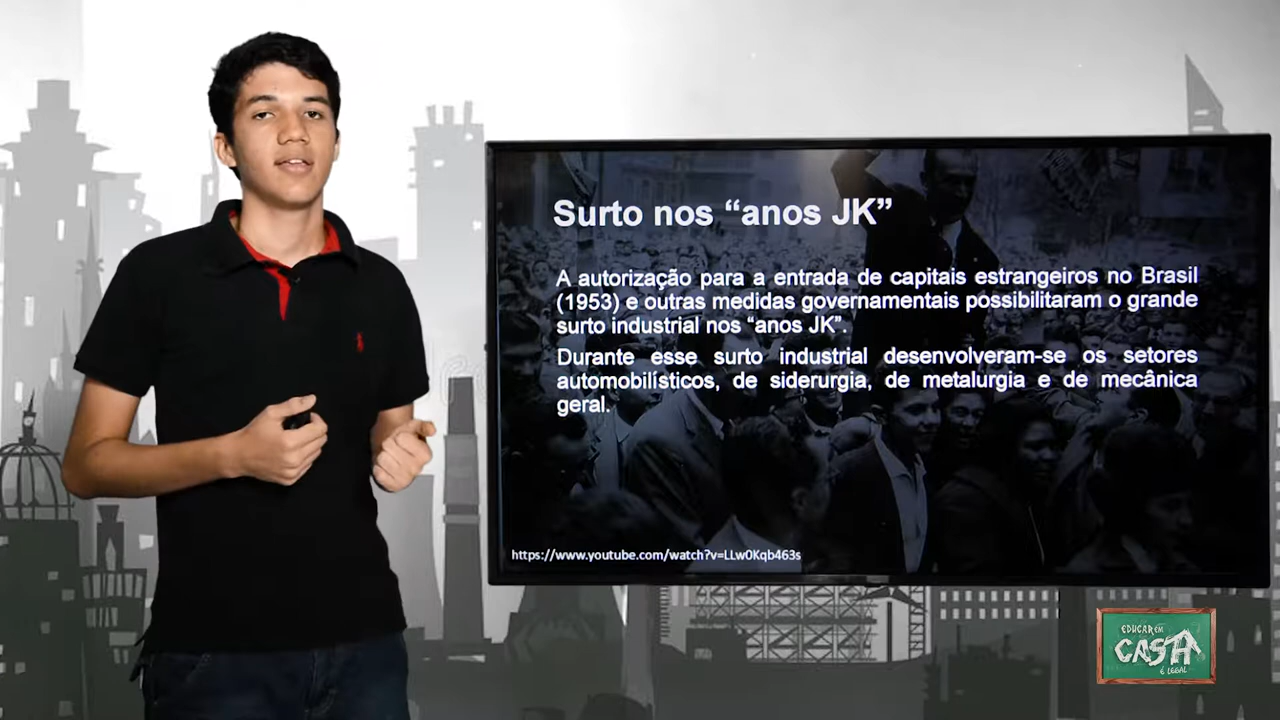 Surto nos “anos JK”
A autorização para a entrada de capitais estrangeiros no Brasil
(1953) e outras medidas governamentais possibilitaram o grande
surto industrial nos “anos JK”.
Durante esse surto industrial desenvolveram-se os setores
automobilísticos, de siderurgia, de metalurgia e de mecânica
geral.
https://www.youtube.com/watch?v=LLw0Kqb463s
EDUCAR EM
CASA
É LEGAL